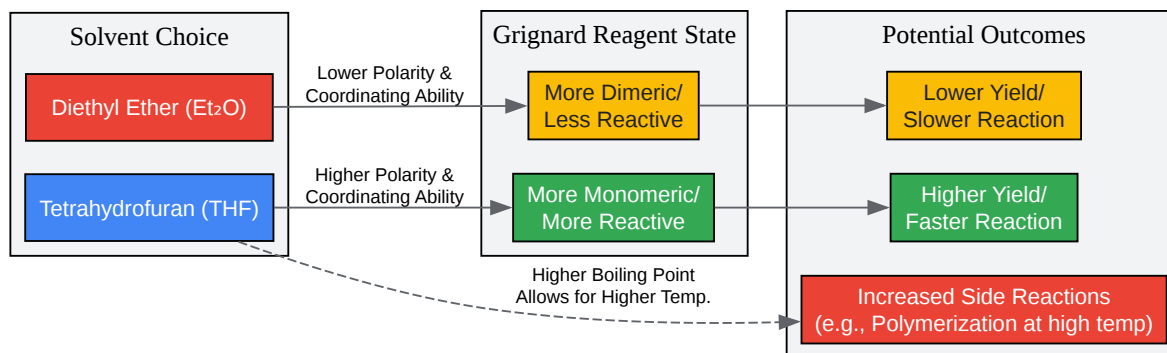 Solvent Choice
Diethyl Ether (Et₂O)
Tetrahydrofuran (THF)
Lower Polarity &
Coordinating Ability
Higher Polarity &
Coordinating Ability
Grignard Reagent State
More Dimeric/
Less Reactive
More Monomeric/
More Reactive
Higher Boiling Point
Allows for Higher Temp.
Potential Outcomes
Lower Yield/
Slower Reaction
Higher Yield/
Faster Reaction
Increased Side Reactions
(e.g., Polymerization at high temp)